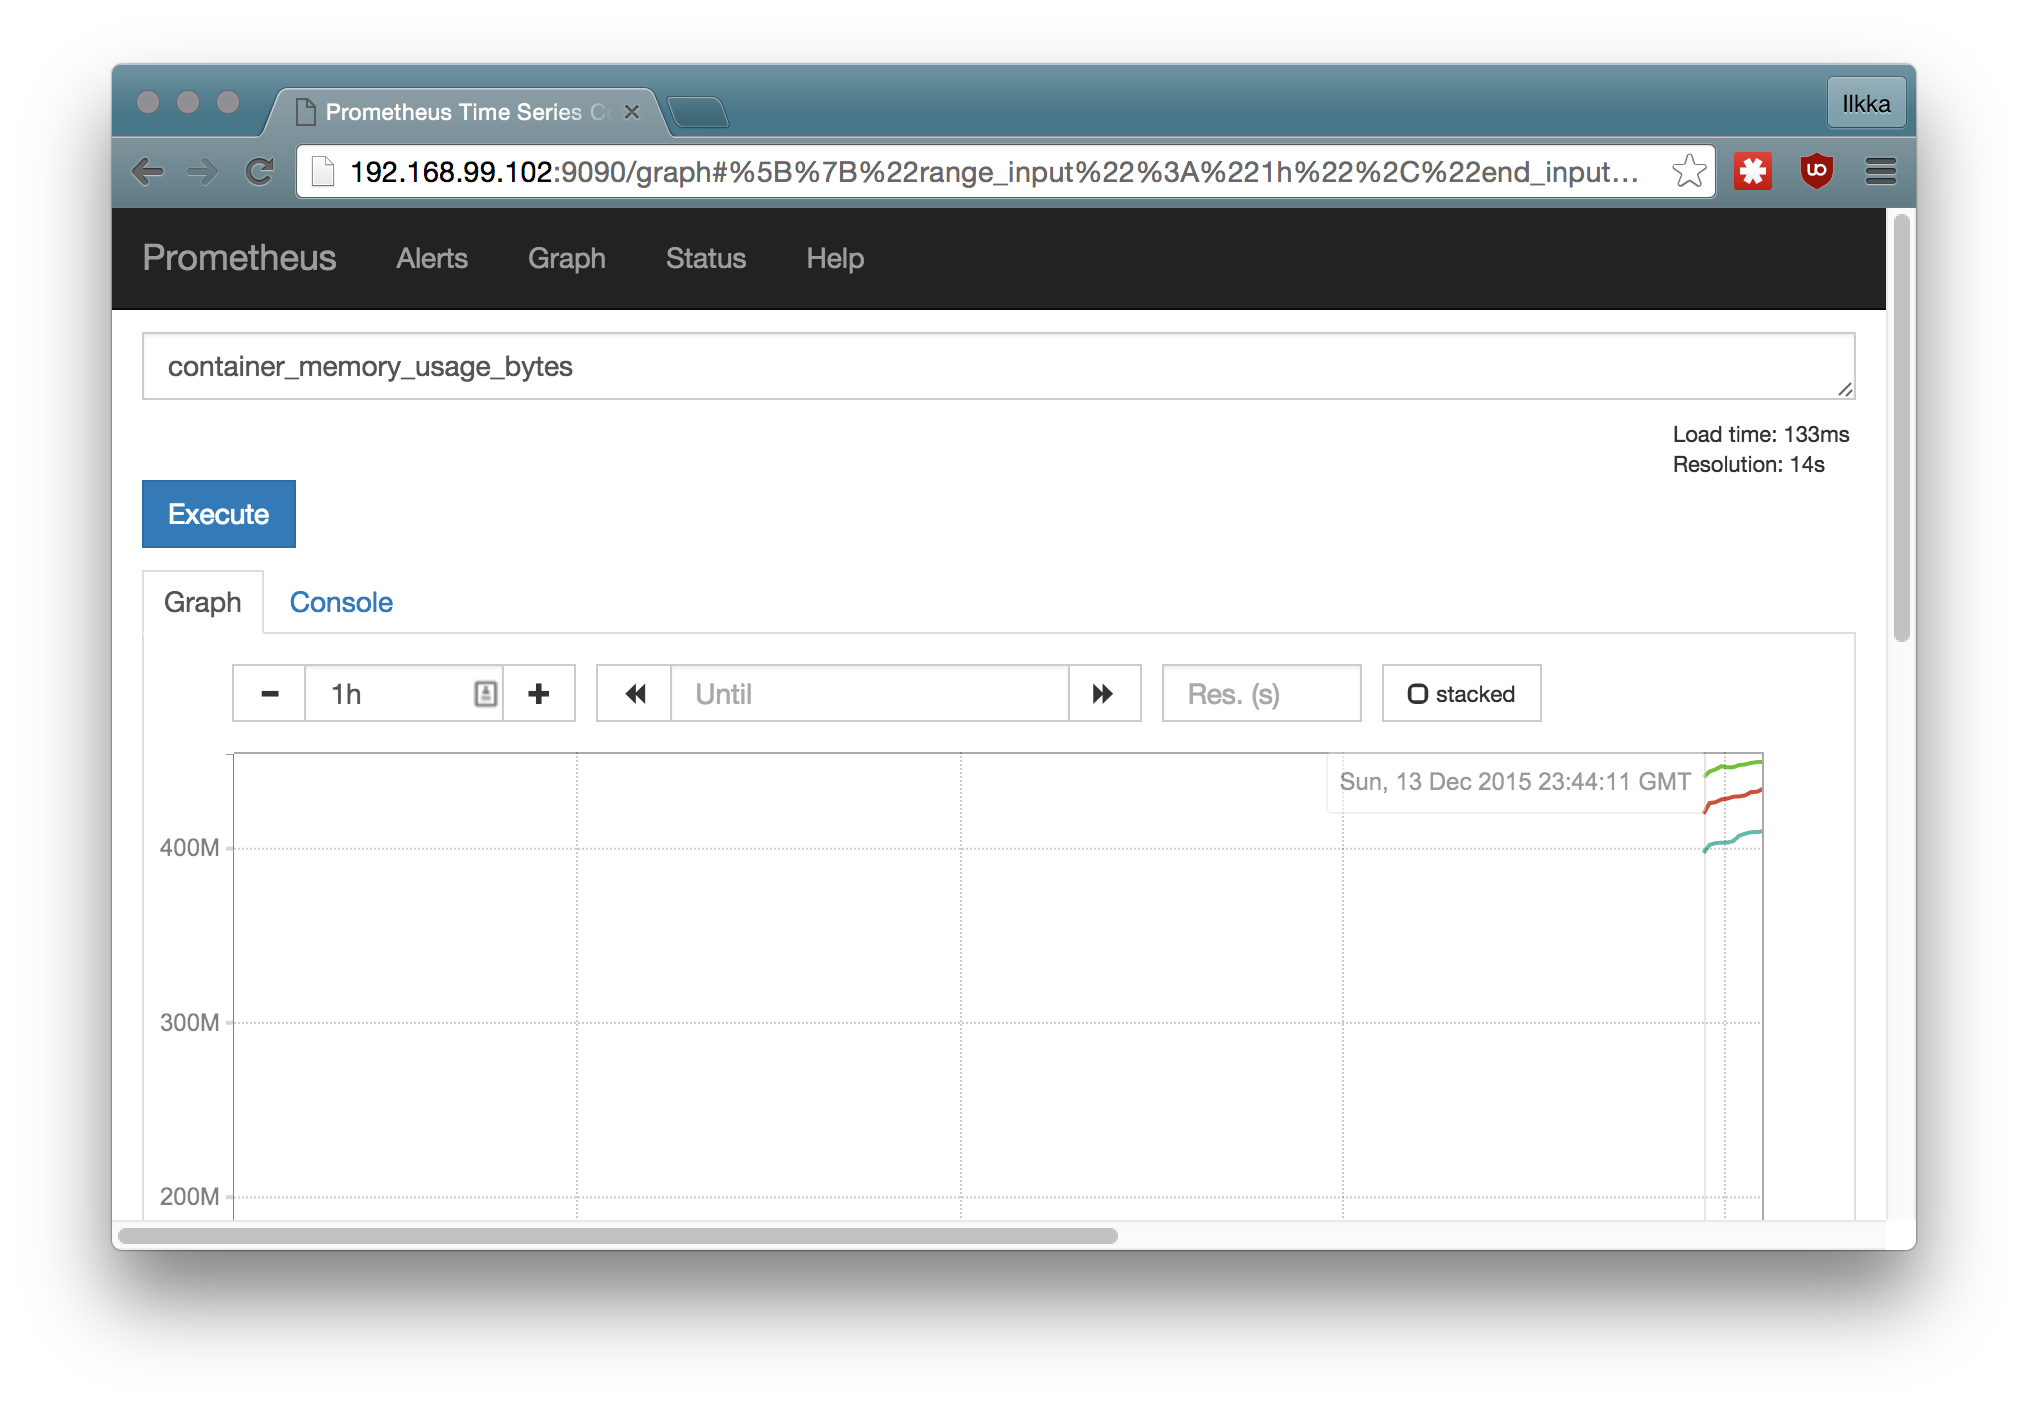 Prometheus Time Series Co
Ilkka
192.168.99.102:9090/graph#%5B%7B%22range_input%22%3A%221h%22%2C%22end_input...
Prometheus Alerts Graph Status Help
container_memory_usage_bytes
Load time: 133ms
Resolution: 14s
Execute
Graph Console
1h Until Res. (s) stacked
Sun, 13 Dec 2015 23:44:11 GMT
400M
300M
200M